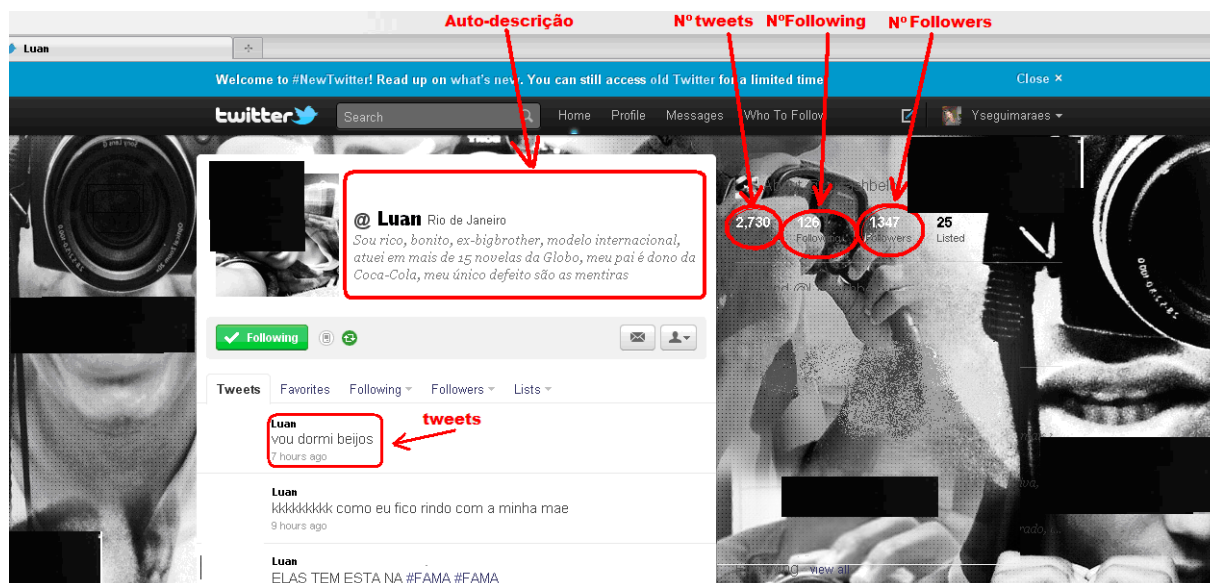 Auto-descrição Nº tweets NºFollowing Nº Followers
Luan
Welcome to #NewTwitter! Read up on what's new. You can still access old Twitter for a limited time Close ×
twitter Search Home Profile Messages Who To Follow Yseguimaraes
2,730 126 1,347 25
Following Followers Listed
@ Luan Rio de Janeiro
Sou rico, bonito, ex-bigbrother, modelo internacional,
atuei em mais de 15 novelas da Globo, meu pai é dono da
Coca-Cola, meu único defeito são as mentiras
Following
Tweets Favorites Following Followers Lists
tweets
Luan
vou dormi beijos
7 hours ago
Luan
kkkkkkkkk como eu fico rindo com a minha mae
9 hours ago
Luan
ELAS TEM ESTA NA #FAMA #FAMA
view all